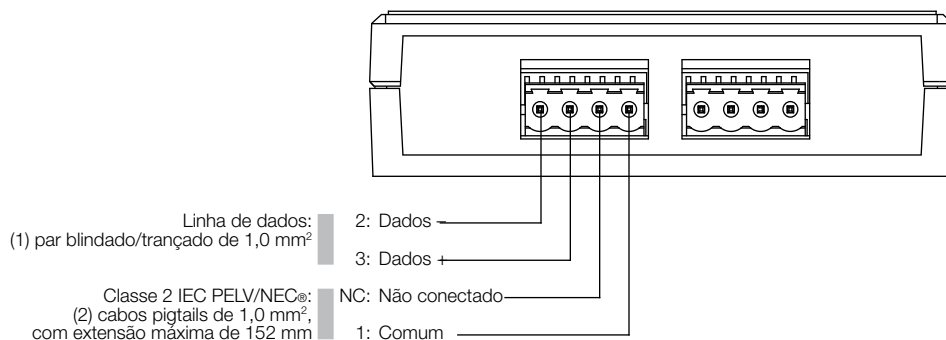 Linha de dados:
(1) par blindado/trançado de 1,0 mm²
2: Dados -
3: Dados +
Classe 2 IEC PELV/NEC®:
(2) cabos pigtails de 1,0 mm²,
com extensão máxima de 152 mm
NC: Não conectado
1: Comum